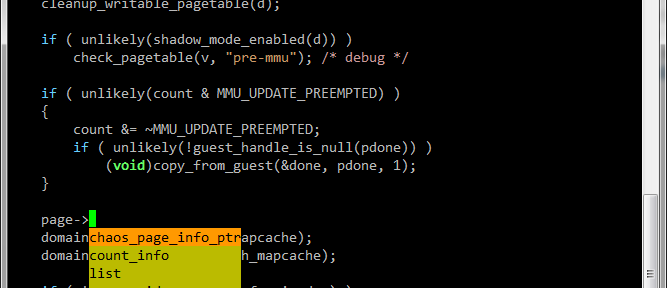 cleanup_writable_pagetable(d);
if ( unlikely(shadow_mode_enabled(d)) )
check_pagetable(v, "pre-mmu"); /* debug */
if ( unlikely(count & MMU_UPDATE_PREEMPTED) )
{
count &= ~MMU_UPDATE_PREEMPTED;
if ( unlikely(!guest_handle_is_null(pdone)) )
(void)copy_from_guest(&done, pdone, 1);
}
page->
domainchaos_page_info_ptrapcache);
domaincount_info h_mapcache);
list